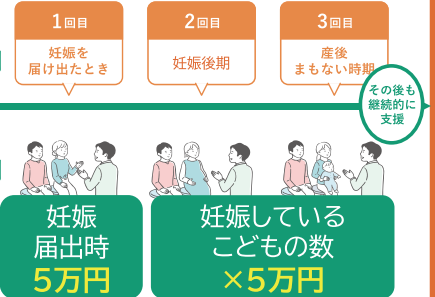 1回目
妊娠を
届け出たとき
2回目
妊娠後期
3回目
産後
まもない時期
その後も
継続的に
支援
妊娠
届出時
5万円
妊娠している
こどもの数
×5万円